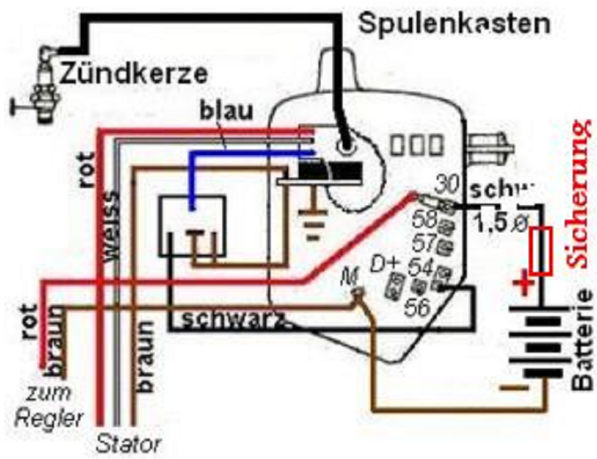 Spulenkasten
Zündkerze
blau
rot
weiss
30
1,5 ø
58
57
54
56
D+
M
Sicherung
+
Batterie
schwarz
rot
braun
braun
zum
Regler
Stator